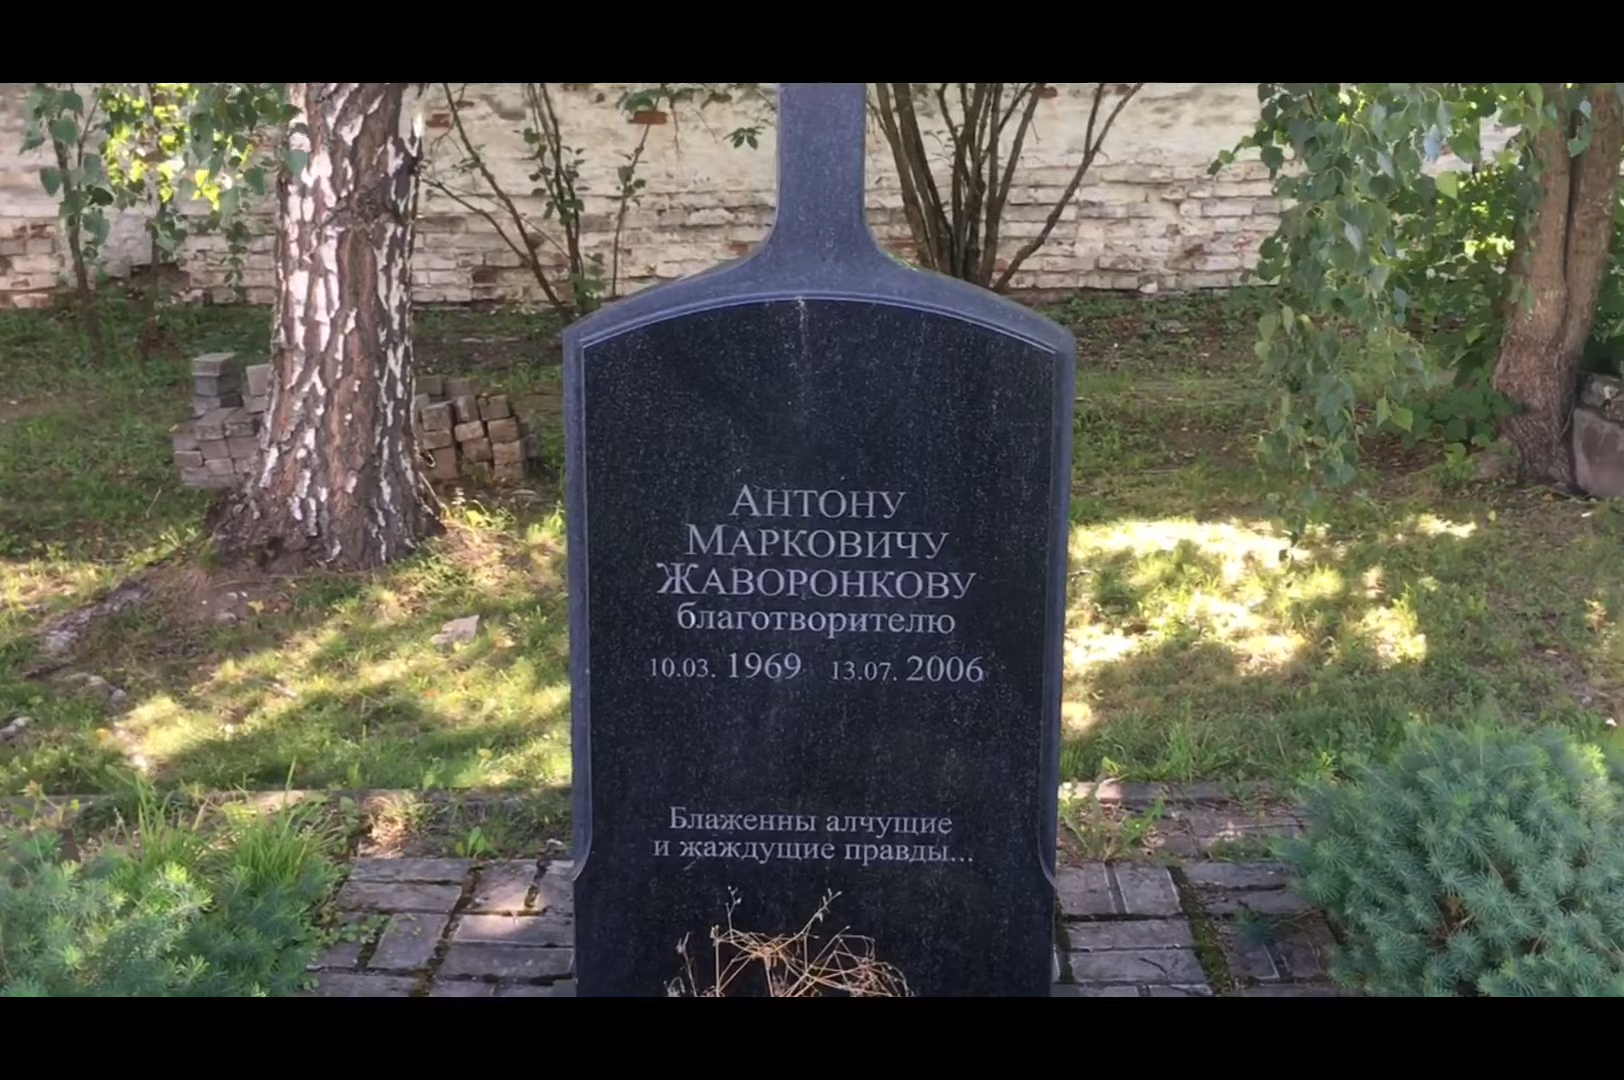 АНТОНУ
МАРКОВИЧУ
ЖАВОРОНКОВУ
благотворителю
10.03. 1969 13.07. 2006
Блаженны алчущие
и жаждущие правды...